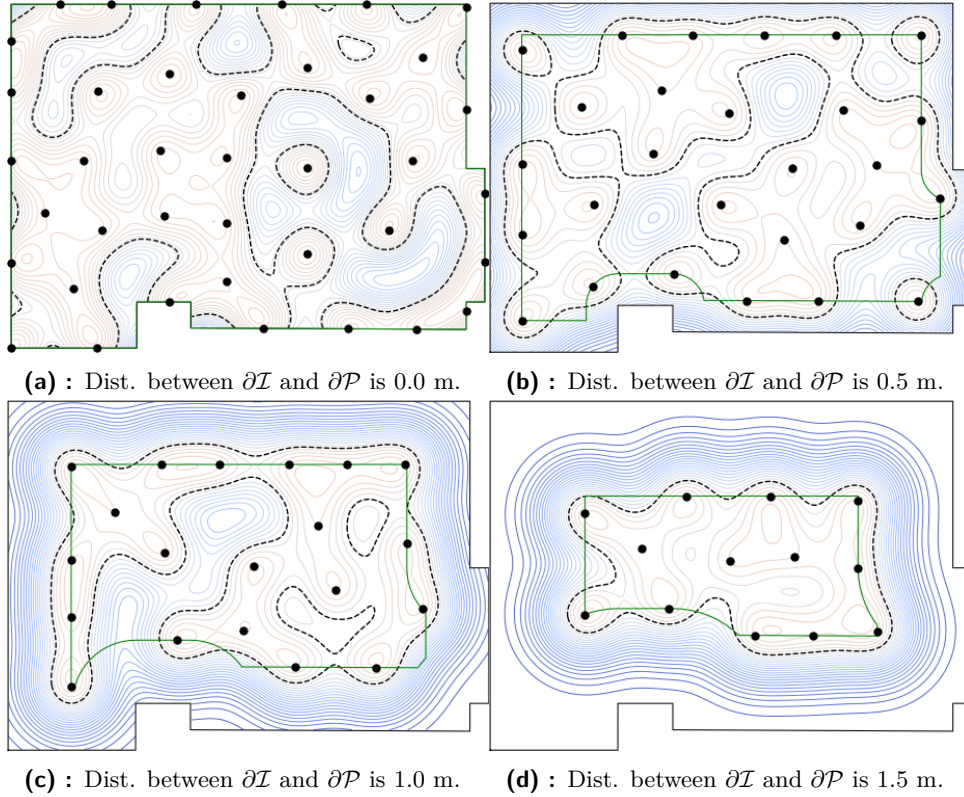 (a) : Dist. between ∂ℐ and ∂𝒫 is 0.0 m.
(b) : Dist. between ∂ℐ and ∂𝒫 is 0.5 m.
(c) : Dist. between ∂ℐ and ∂𝒫 is 1.0 m.
(d) : Dist. between ∂ℐ and ∂𝒫 is 1.5 m.